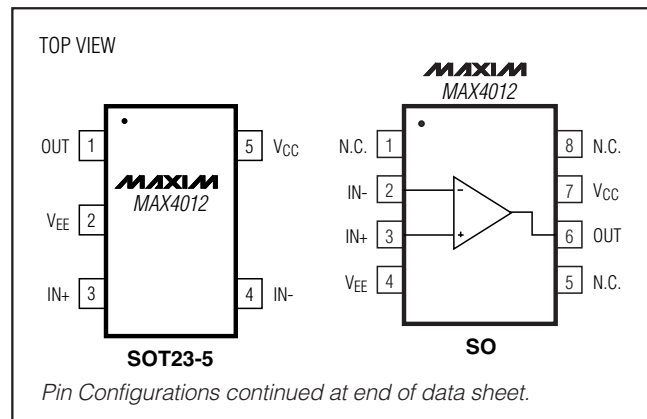 TOP VIEW
MAXIM
MAX4012
OUT 1
5 VCC
MAXIM
MAX4012
VEE 2
IN+ 3
4 IN-
SOT23-5
N.C. 1
8 N.C.
IN- 2
7 VCC
IN+ 3
6 OUT
VEE 4
5 N.C.
- 
+
SO
Pin Configurations continued at end of data sheet.